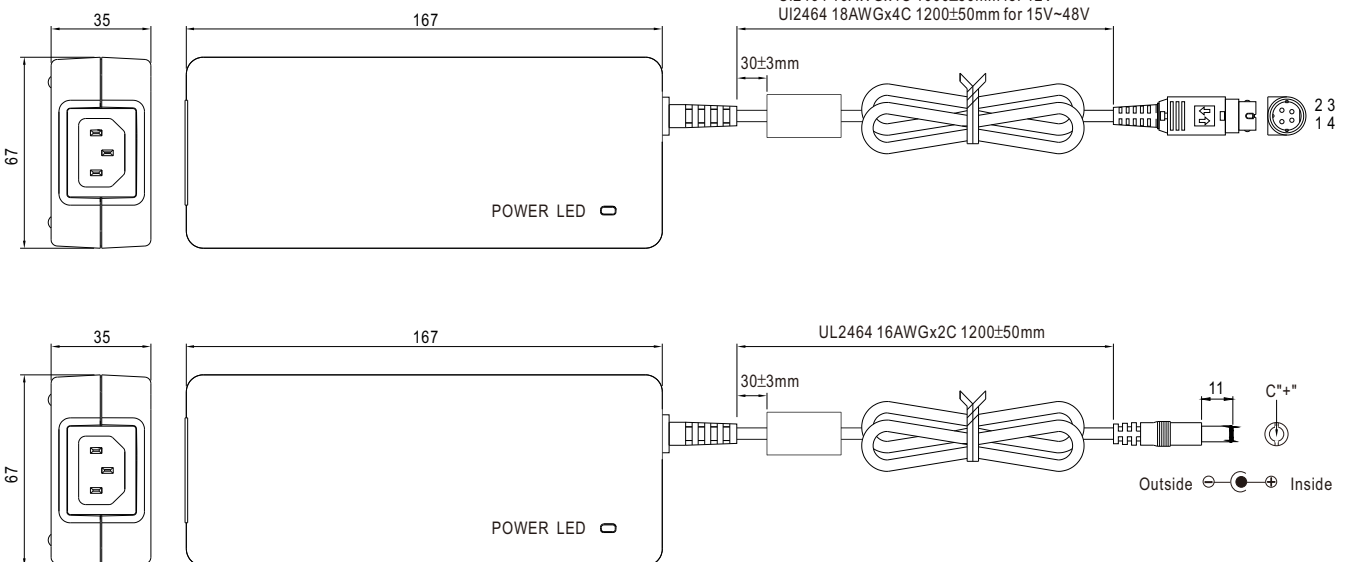 UI2464 18AWGx4C 1200±50mm for 15V~48V
35
167
30±3mm
67
2 3
1 4
POWER LED
35
167
UL2464 16AWGx2C 1200±50mm
30±3mm
11
C"+"
67
Outside
Inside
POWER LED